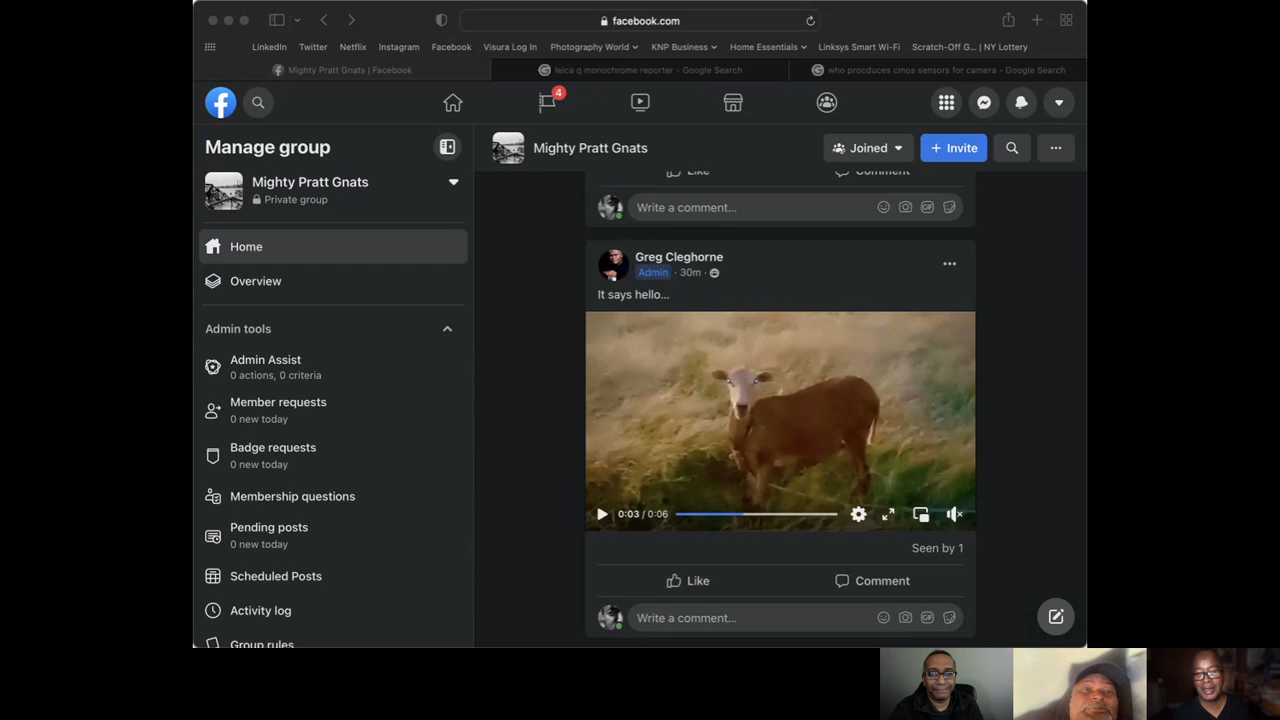 facebook.com
LinkedIn Twitter Netflix Instagram Facebook Visura Log In Photography World KNP Business Home Essentials Linksys Smart Wi-Fi Scratch-Off G... | NY Lottery
Mighty Pratt Gnats | Facebook
leica q monochrome reporter - Google Search
who procduces cmos sensors for camera - Google Search
4
Manage group
Mighty Pratt Gnats
Private group
Home
Overview
Admin tools
Admin Assist
0 actions, 0 criteria
Member requests
0 new today
Badge requests
0 new today
Membership questions
Pending posts
0 new today
Scheduled Posts
Activity log
Group rules
Mighty Pratt Gnats
Joined
+ Invite
Like Comment
Write a comment...
GIF
Greg Cleghorne
Admin · 30m ·
It says hello...
0:03 / 0:06
Seen by 1
Like Comment
Write a comment...
GIF